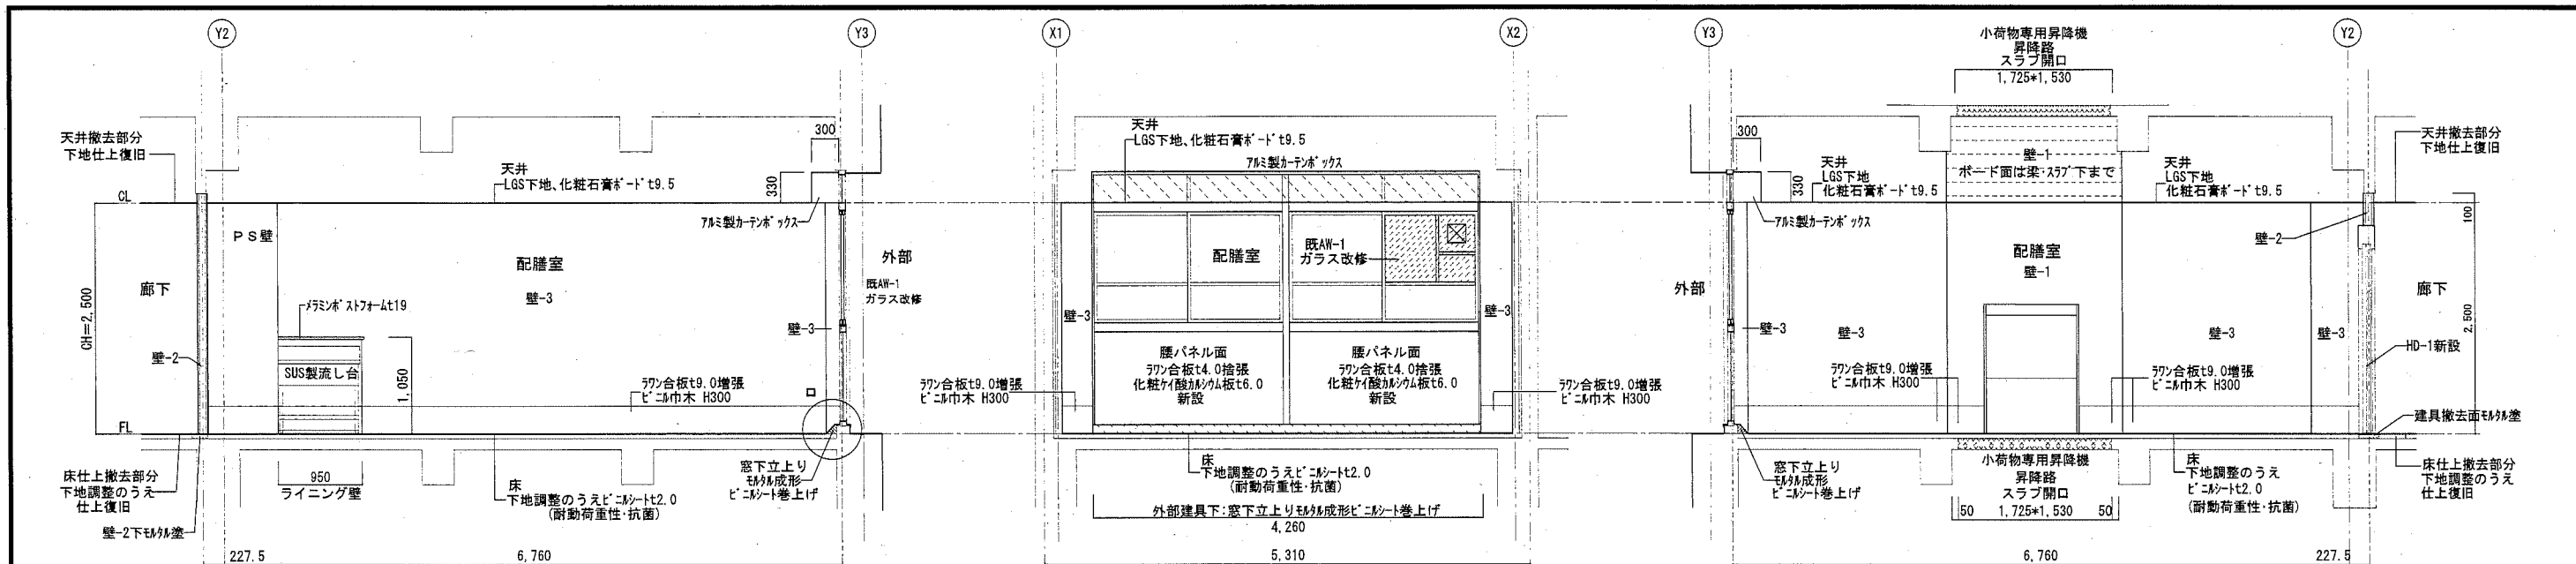 Y2
Y3
天井撤去部分
下地仕上復旧
300
330
天井
LGS下地、化粧石膏ボードt9.5
アルミ製カーテンボックス
CL
PS壁
CH=2,500
廊下
配膳室
壁-3
外部
既AW-1
ガラス改修
メラミンポストフォームt19
壁-2
SUS製流し台
1,050
壁-3
ラワン合板t9.0増張
ビニル巾木 H300
FL
床仕上撤去部分
下地調整のうえ
仕上復旧
壁-2下モルタル塗
950
ライニング壁
床
下地調整のうえビニルシートt2.0
(耐動荷重性・抗菌)
窓下立上り
モルタル成形
ビニルシート巻上げ
227.5
6,760
X1
X2
天井
LGS下地、化粧石膏ボードt9.5
アルミ製カーテンボックス
配膳室
既AW-1
ガラス改修
壁-3
壁-3
腰パネル面
ラワン合板t4.0捨張
化粧ケイ酸カルシウム板t6.0
新設
腰パネル面
ラワン合板t4.0捨張
化粧ケイ酸カルシウム板t6.0
新設
ラワン合板t9.0増張
ビニル巾木 H300
ラワン合板t9.0増張
ビニル巾木 H300
床
下地調整のうえビニルシートt2.0
(耐動荷重性・抗菌)
外部建具下:窓下立上りモルタル成形ビニルシート巻上げ
4,260
5,310
Y3
Y2
小荷物専用昇降機
昇降路
スラブ開口
1,725*1,530
300
330
天井
LGS下地
化粧石膏ボードt9.5
壁-1
ボード面は梁・スラブ下まで
天井
LGS下地
化粧石膏ボードt9.5
天井撤去部分
下地仕上復旧
アルミ製カーテンボックス
100
壁-2
配膳室
壁-1
外部
廊下
2,500
壁-3
壁-3
壁-3
壁-3
HD-1新設
ラワン合板t9.0増張
ビニル巾木 H300
ラワン合板t9.0増張
ビニル巾木 H300
建具撤去面モルタル塗
窓下立上り
モルタル成形
ビニルシート巻上げ
小荷物専用昇降機
昇降路
スラブ開口
50
1,725*1,530
50
床
下地調整のうえ
ビニルシートt2.0
(耐動荷重性・抗菌)
床仕上撤去部分
下地調整のうえ
仕上復旧
6,760
227.5